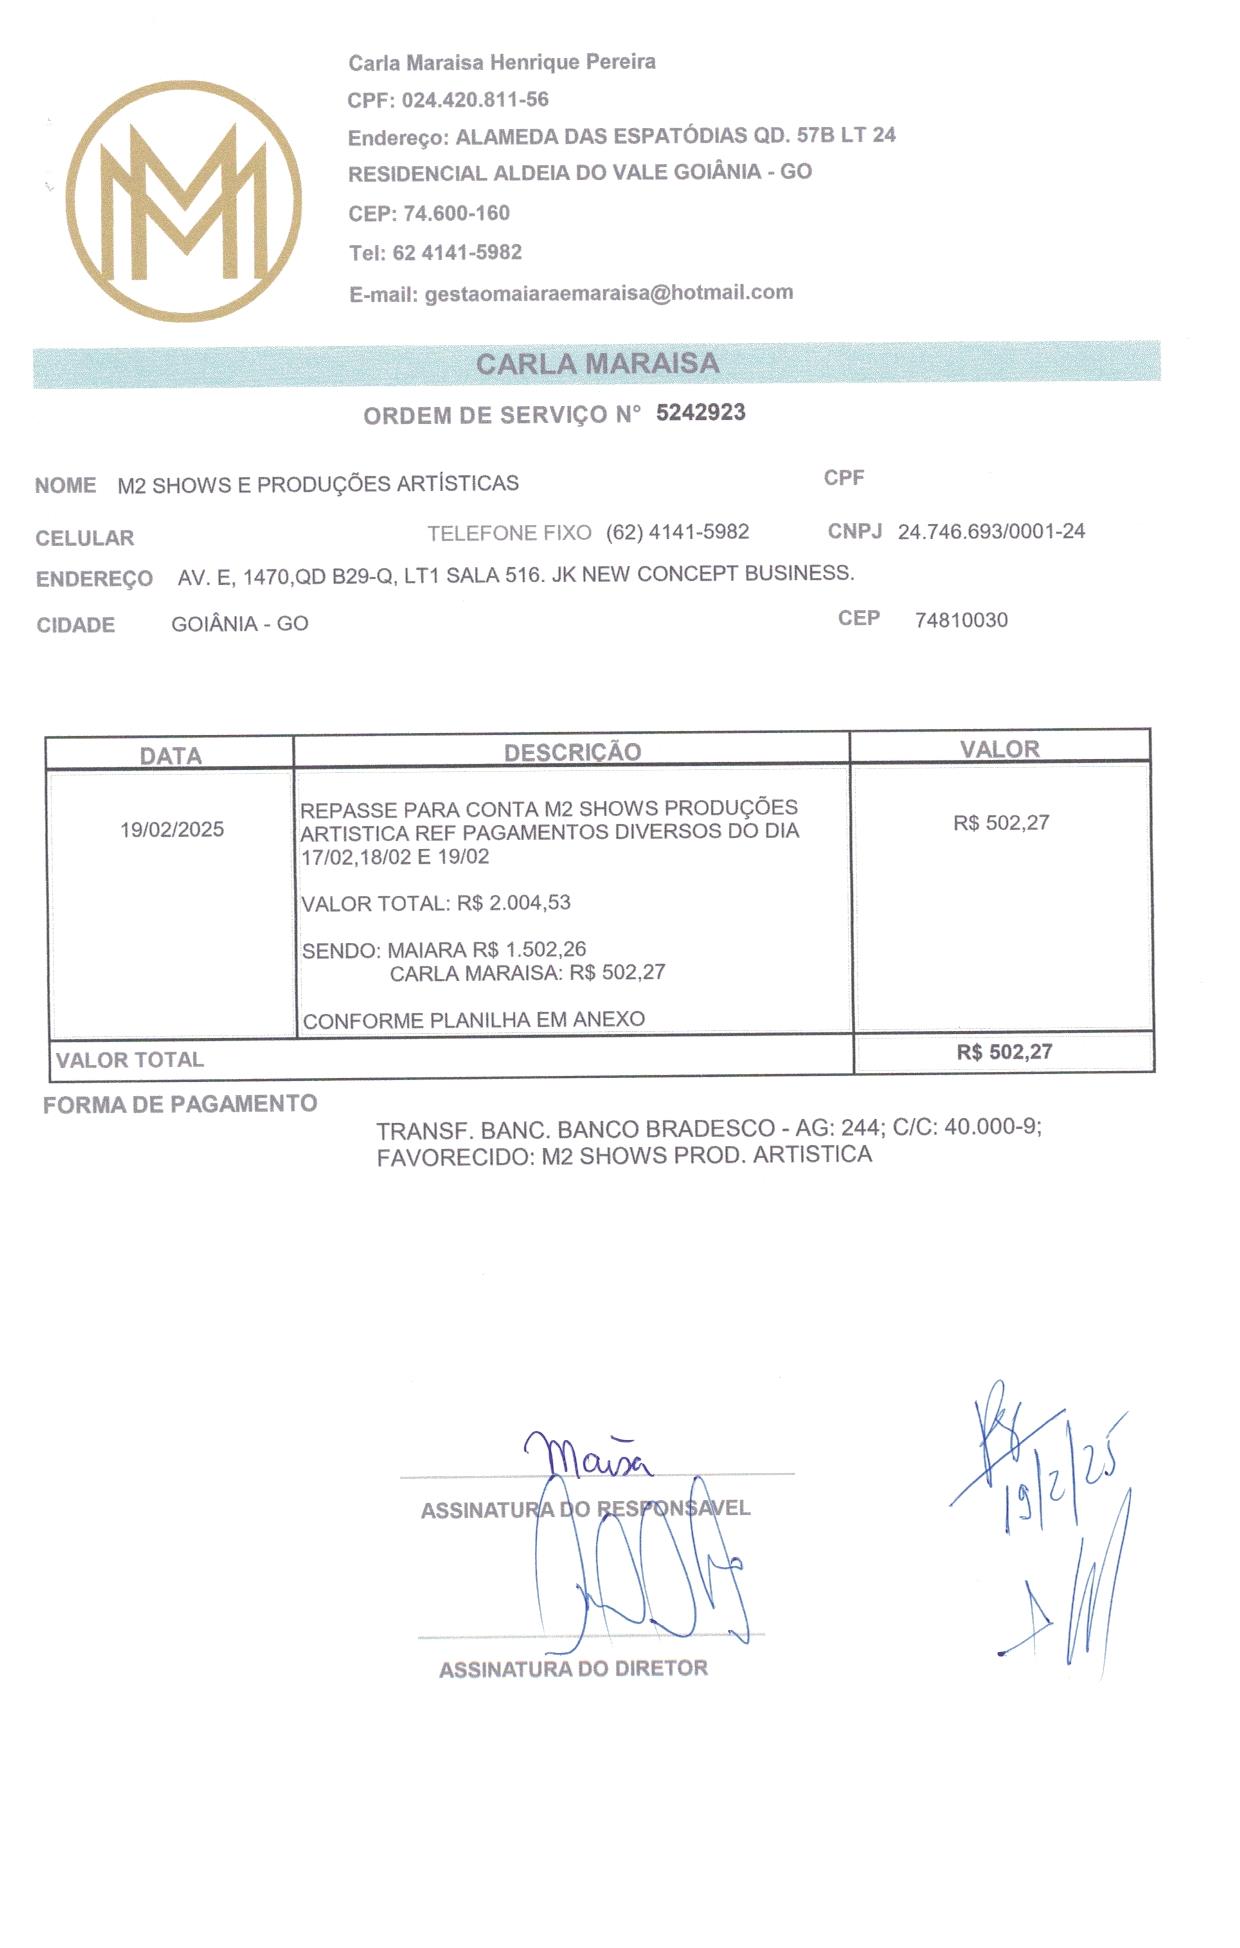 Carla Maraisa Henrique Pereira
CPF: 024.420.811-56
Endereço: ALAMEDA DAS ESPATÓDIAS QD. 57B LT 24
RESIDENCIAL ALDEIA DO VALE GOIÂNIA - GO
CEP: 74.600-160
Tel: 62 4141-5982
E-mail: gestaomaiaraemaraisa@hotmail.com
CARLA MARAISA
ORDEM DE SERVIÇO N° 5242923
NOME M2 SHOWS E PRODUÇÕES ARTÍSTICAS CPF
CELULAR TELEFONE FIXO (62) 4141-5982 CNPJ 24.746.693/0001-24
ENDEREÇO AV. E, 1470,QD B29-Q, LT1 SALA 516. JK NEW CONCEPT BUSINESS.
CIDADE GOIÂNIA - GO CEP 74810030
DATA DESCRIÇÃO VALOR
REPASSE PARA CONTA M2 SHOWS PRODUÇÕES
19/02/2025 ARTISTICA REF PAGAMENTOS DIVERSOS DO DIA R$ 502,27
17/02,18/02 E 19/02
VALOR TOTAL: R$ 2.004,53
SENDO: MAIARA R$ 1.502,26
CARLA MARAISA: R$ 502,27
CONFORME PLANILHA EM ANEXO
VALOR TOTAL R$ 502,27
FORMA DE PAGAMENTO
TRANSF. BANC. BANCO BRADESCO - AG: 244; C/C: 40.000-9;
FAVORECIDO: M2 SHOWS PROD. ARTISTICA
Maisa
ASSINATURA DO RESPONSAVEL
19/2/25
ASSINATURA DO DIRETOR